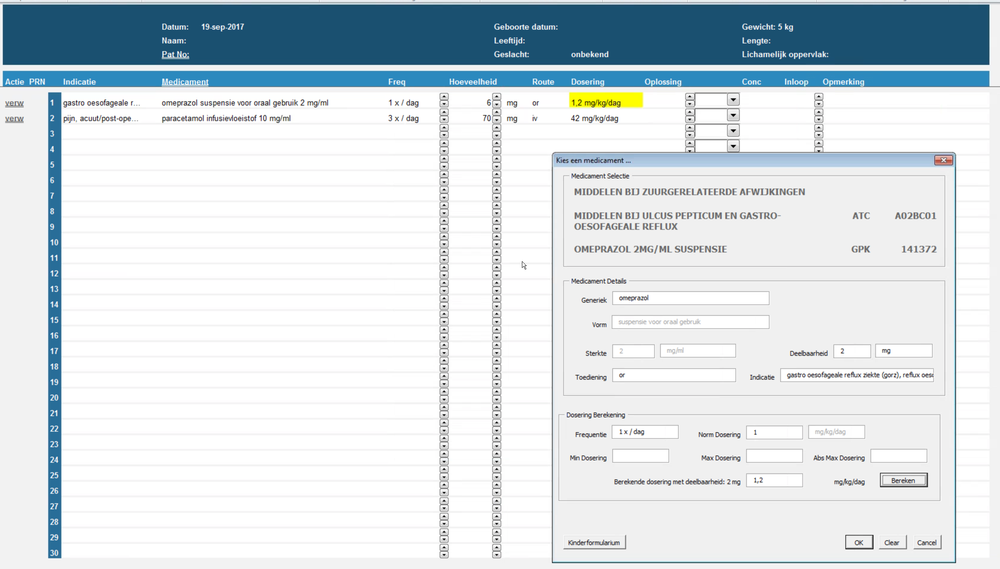 Datum: 19-sep-2017 Geboorte datum: Gewicht: 5 kg
Naam: Leeftijd: Lengte:
Pat No: Geslacht: onbekend Lichamelijk oppervlak:
Actie PRN Indicatie Medicament Freq Hoeveelheid Route Dosering Oplossing Conc Inloop Opmerking
verw 1 gastro oesofageale r... omeprazol suspensie voor oraal gebruik 2 mg/ml 1 x / dag 6 mg or 1,2 mg/kg/dag
verw 2 pijn, acuut/post-ope... paracetamol infusievloeistof 10 mg/ml 3 x / dag 70 mg iv 42 mg/kg/dag
3
4
5
6
7
8
9
10
11
12
13
14
15
16
17
18
19
20
21
22
23
24
25
26
27
28
29
30
Kies een medicament ...
Medicament Selectie
MIDDELEN BIJ ZUURGERELATEERDE AFWIJKINGEN
MIDDELEN BIJ ULCUS PEPTICUM EN GASTRO- ATC A02BC01
OESOFAGEALE REFLUX
OMEPRAZOL 2MG/ML SUSPENSIE GPK 141372
Medicament Details
Generiek omeprazol
Vorm suspensie voor oraal gebruik
Sterkte 2 mg/ml Deelbaarheid 2 mg
Toediening or Indicatie gastro oesofageale reflux ziekte (gorz), reflux oeso
Dosering Berekening
Frequentie 1 x / dag Norm Dosering 1 mg/kg/dag
Min Dosering Max Dosering Abs Max Dosering
Berekende dosering met deelbaarheid: 2 mg 1,2 mg/kg/dag Bereken
Kinderformularium OK Clear Cancel